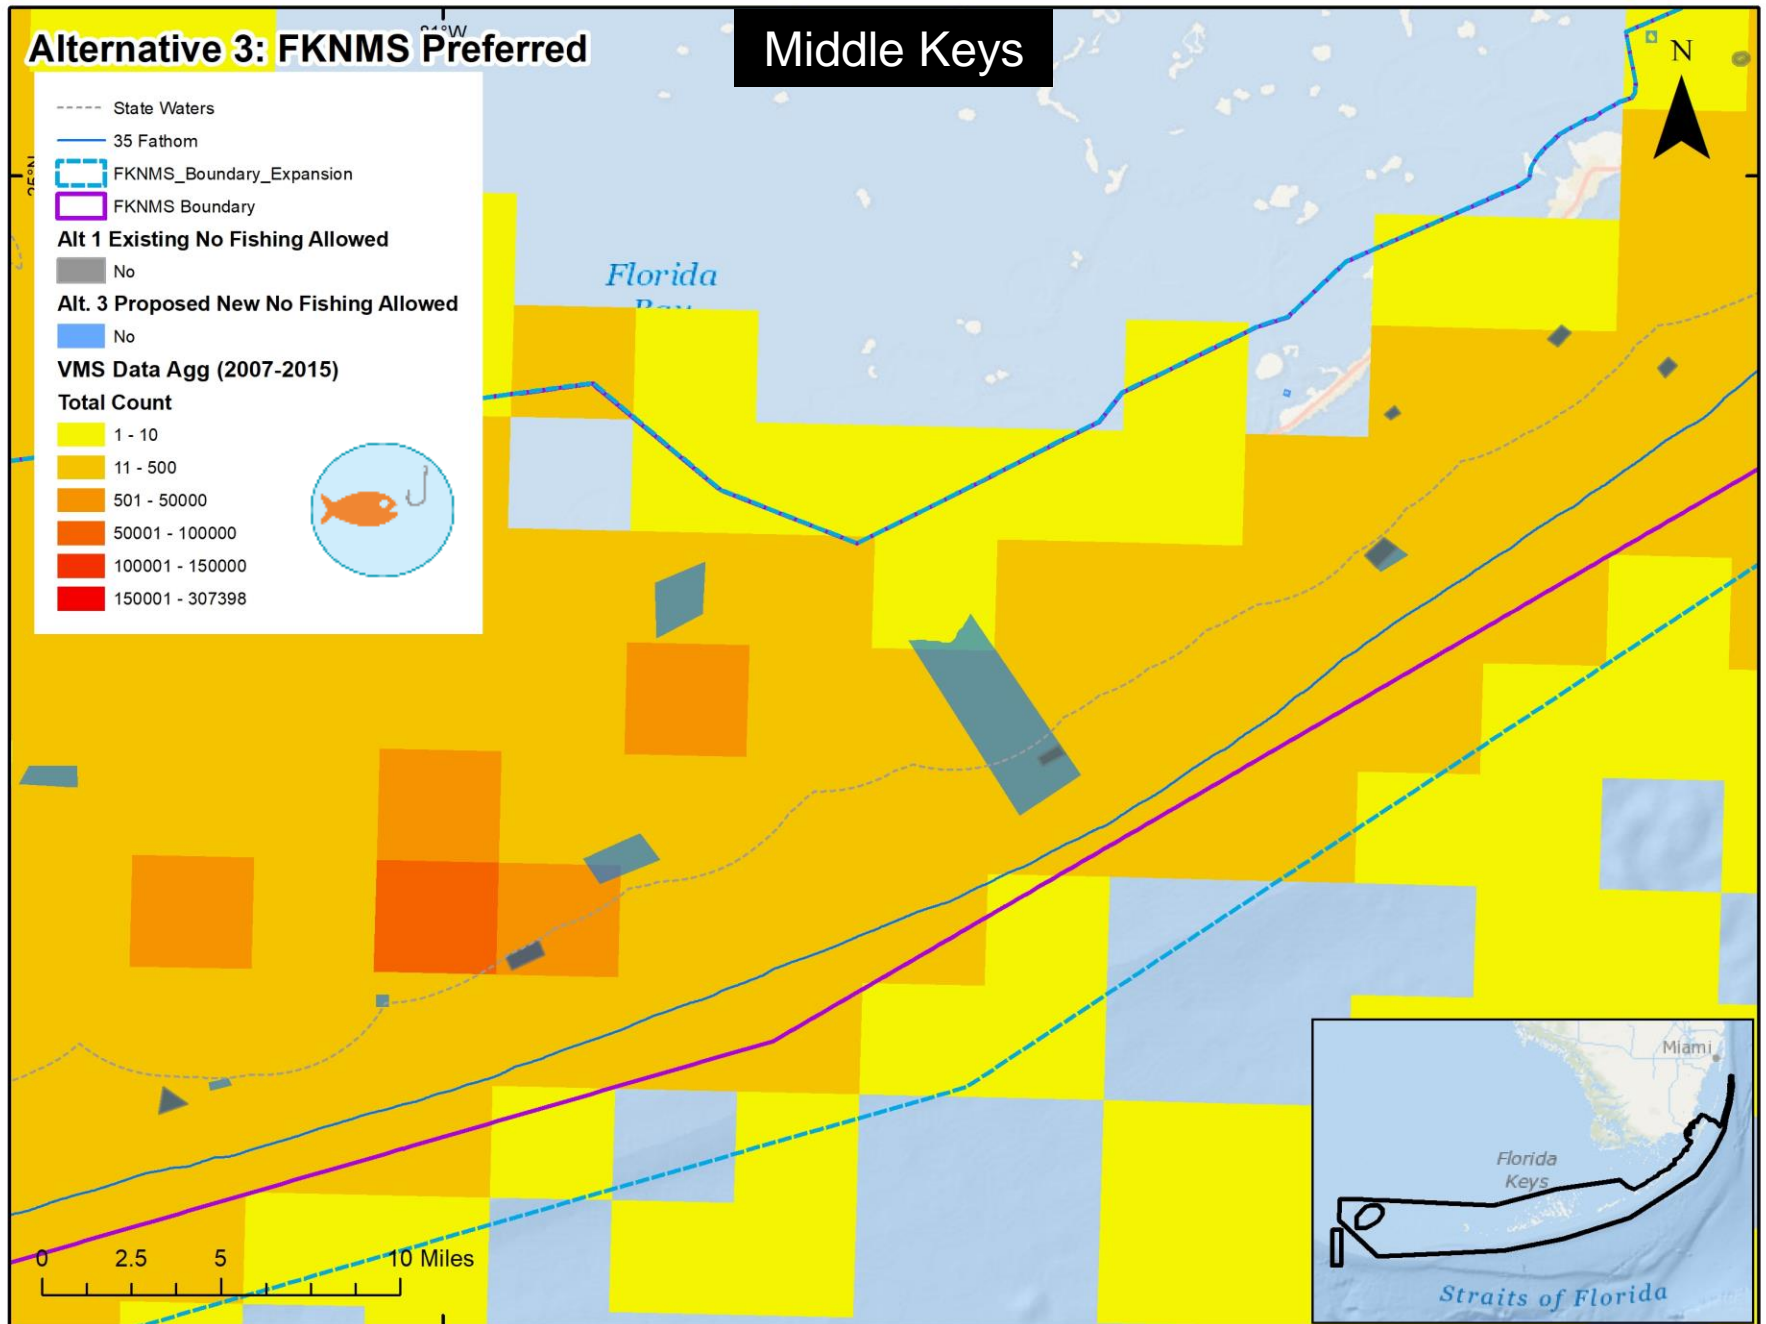 81°W
Alternative 3: FKNMS Preferred
Middle Keys
N
25°N
State Waters
35 Fathom
FKNMS_Boundary_Expansion
FKNMS Boundary
Alt 1 Existing No Fishing Allowed
No
Alt. 3 Proposed New No Fishing Allowed
No
VMS Data Agg (2007-2015)
Total Count
1 - 10
11 - 500
501 - 50000
50001 - 100000
100001 - 150000
150001 - 307398
Florida
Bay
0 2.5 5 10 Miles
Miami
Florida
Keys
Straits of Florida